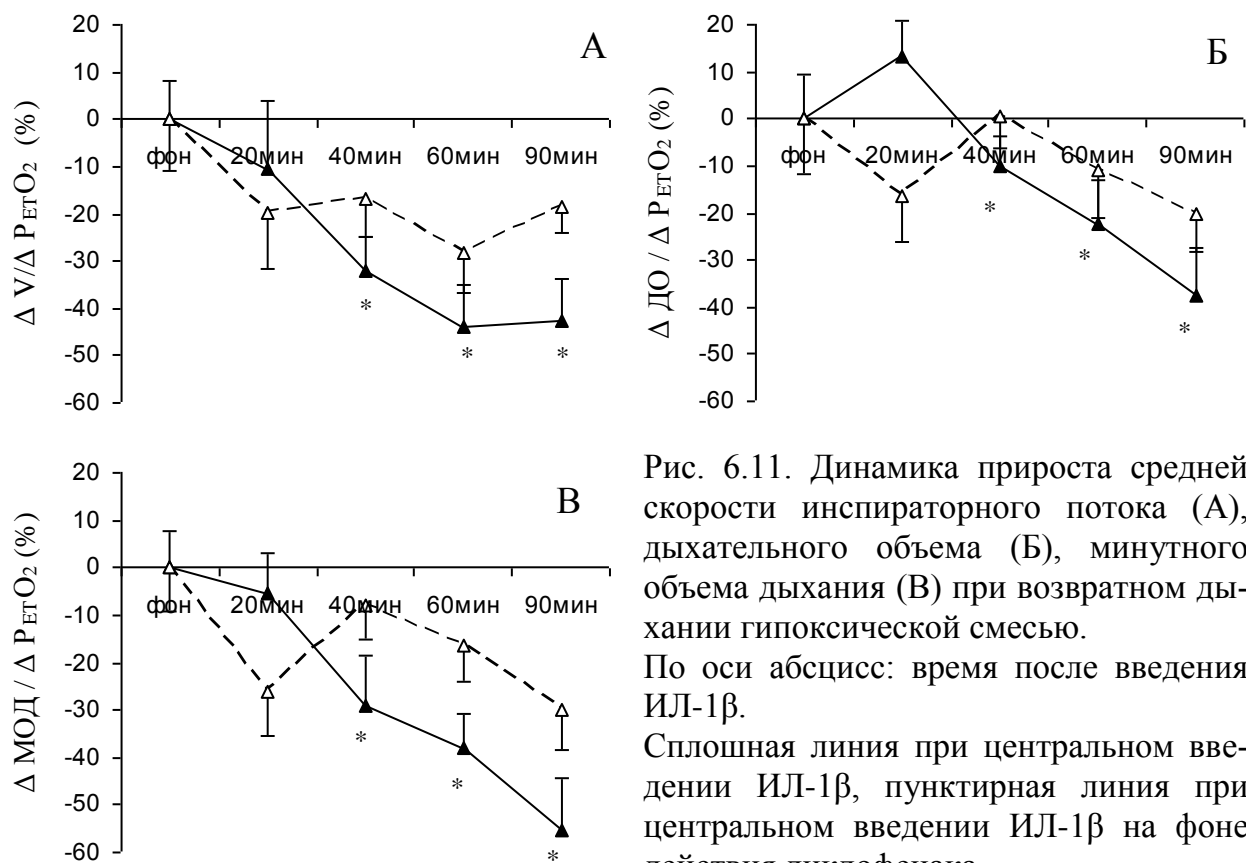 20
10
0
-10
-20
-30
-40
-50
-60
Δ V/Δ PETO2 (%)
А
фон 20мин 40мин 60мин 90мин
*
* *
20
10
0
-10
-20
-30
-40
-50
-60
Δ ДО / Δ PETO2 (%)
Б
фон 20мин 40мин 60мин 90мин
*
*
*
20
10
0
-10
-20
-30
-40
-50
-60
Δ МОД / Δ PETO2 (%)
В
фон 20мин 40мин 60мин 90мин
*
*
*
Рис. 6.11. Динамика прироста средней
скорости инспираторного потока (А),
дыхательного объема (Б), минутного
объема дыхания (В) при возвратном ды-
хании гипоксической смесью.
По оси абсцисс: время после введения
ИЛ-1β.
Сплошная линия при центральном вве-
дении ИЛ-1β, пунктирная линия при
центральном введении ИЛ-1β на фоне